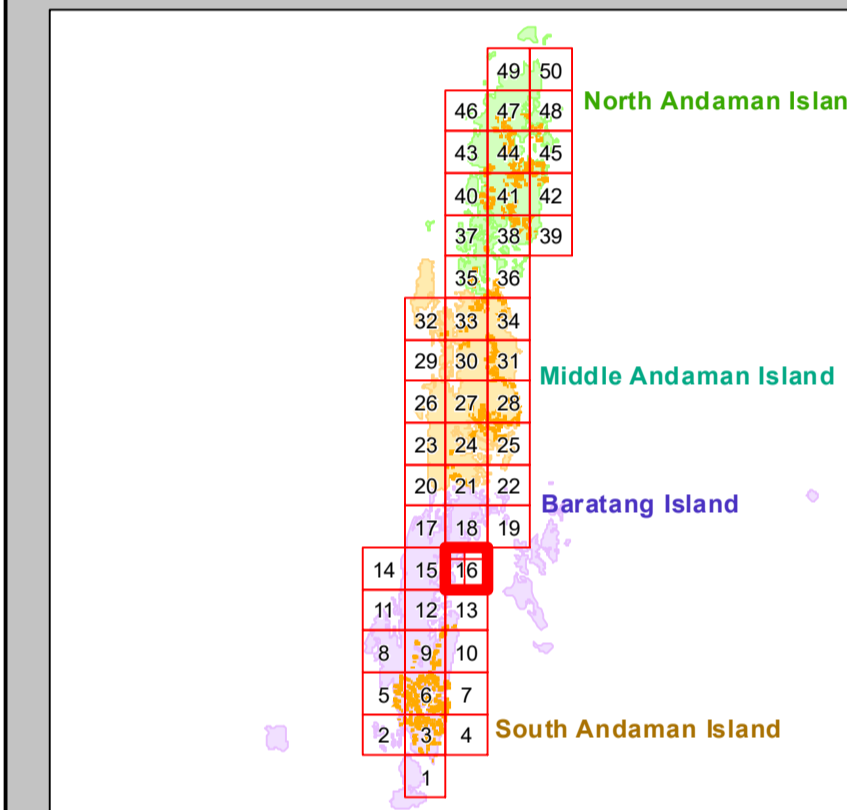 49 50
North Andaman Islan
46 47 48
43 44 45
40 41 42
37 38 39
35 36
32 33 34
29 30 31
Middle Andaman Island
26 27 28
23 24 25
20 21 22
Baratang Island
17 18 19
14 15 16
11 12 13
8 9 10
5 6 7
2 3 4
South Andaman Island
1